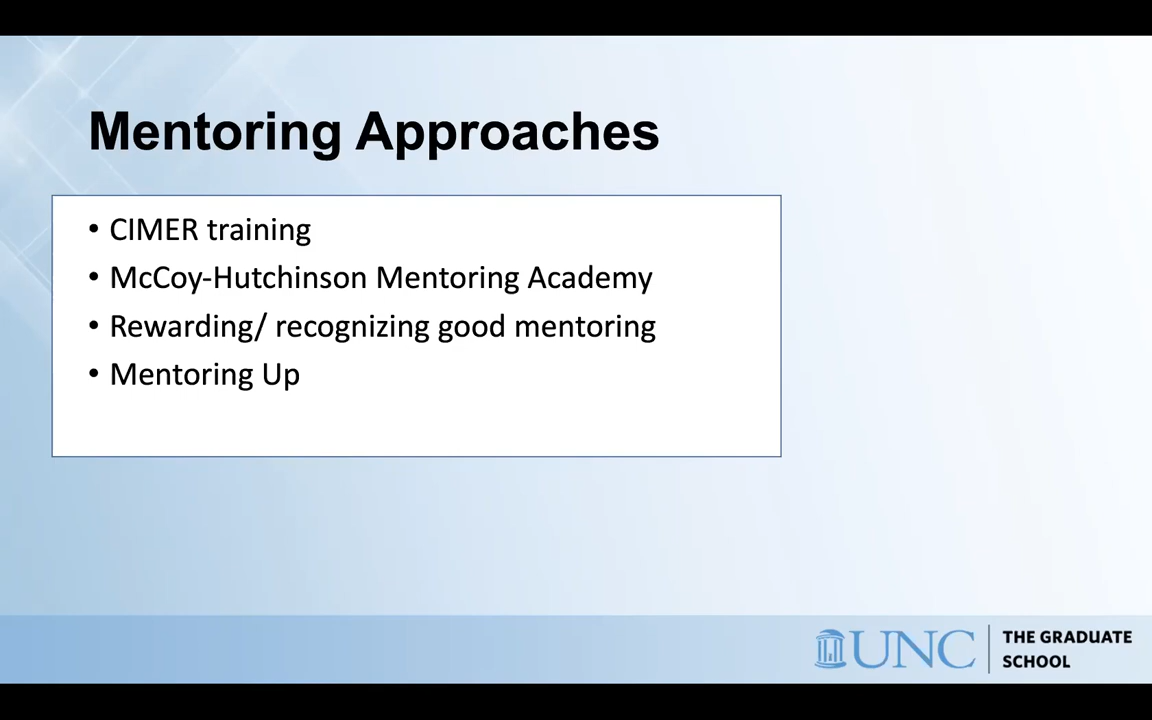 Mentoring Approaches
• CIMER training
• McCoy-Hutchinson Mentoring Academy
• Rewarding/ recognizing good mentoring
• Mentoring Up
UNC
THE GRADUATE
SCHOOL